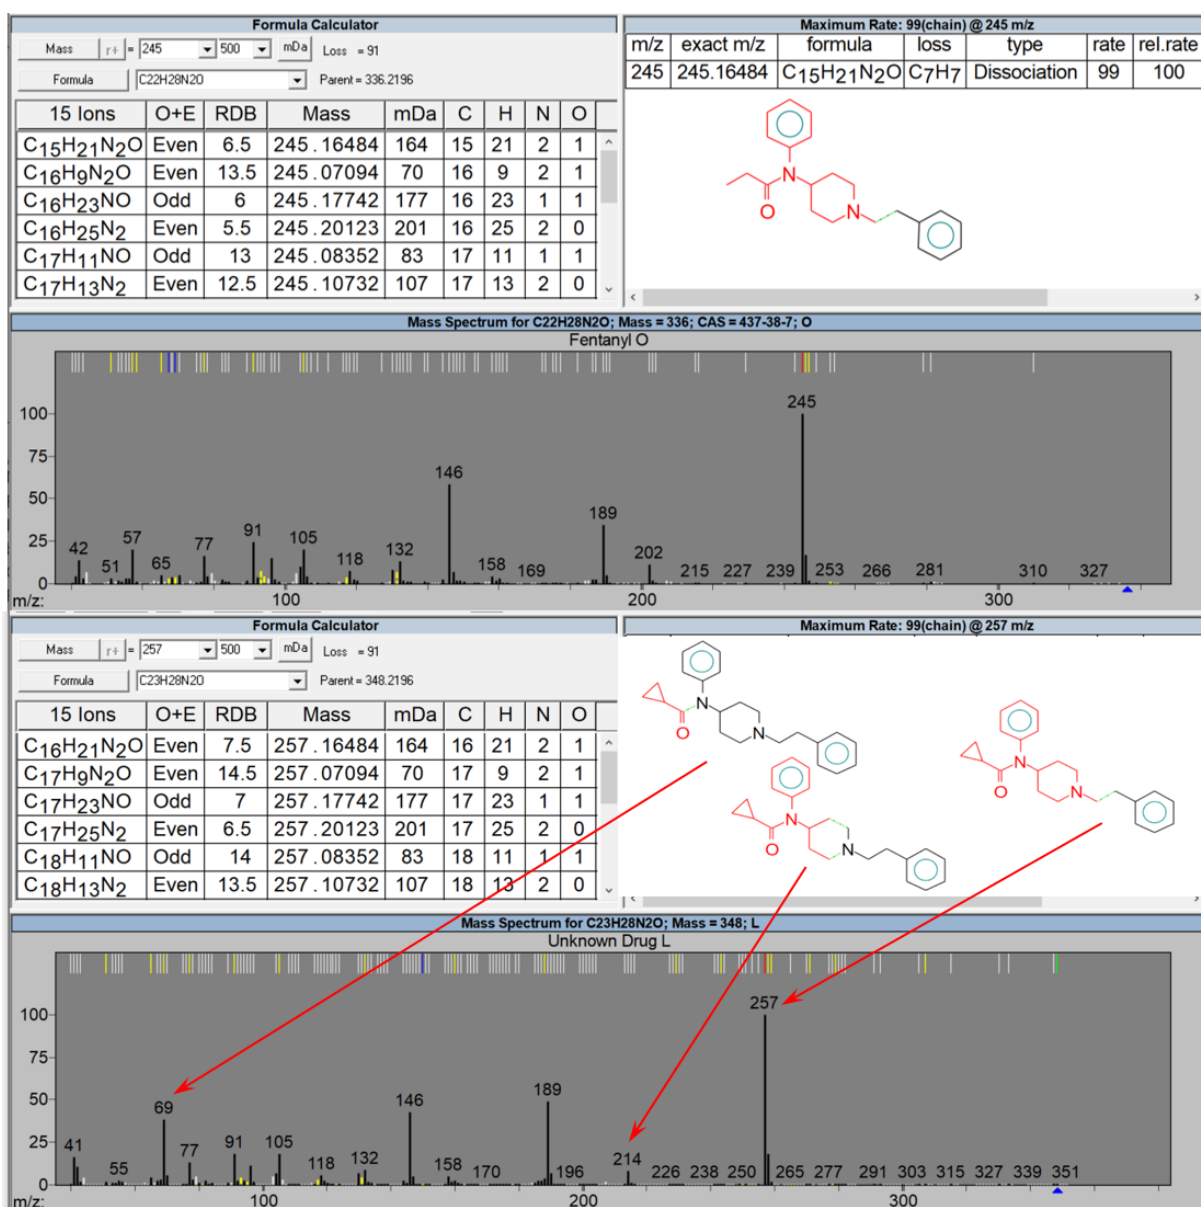 Formula Calculator
Mass r+ = 245 500 mDa Loss = 91
Formula C22H28N2O Parent = 336.2196
15 Ions O+E RDB Mass mDa C H N O
C15H21N2O Even 6.5 245.16484 164 15 21 2 1
C16H9N2O Even 13.5 245.07094 70 16 9 2 1
C16H23NO Odd 6 245.17742 177 16 23 1 1
C16H25N2 Even 5.5 245.20123 201 16 25 2 0
C17H11NO Odd 13 245.08352 83 17 11 1 1
C17H13N2 Even 12.5 245.10732 107 17 13 2 0
Maximum Rate: 99(chain) @ 245 m/z
m/z exact m/z formula loss type rate rel.rate
245 245.16484 C15H21N2O C7H7 Dissociation 99 100
N
O
N
Mass Spectrum for C22H28N2O; Mass = 336; CAS = 437-38-7; O
Fentanyl O
100
75
50
25
0
245
146
189
42 51 57 65 77 91 105 118 132 158 169 202 215 227 239 253 266 281 310 327
m/z: 100 200 300
Formula Calculator
Mass r+ = 257 500 mDa Loss = 91
Formula C23H28N2O Parent = 348.2196
15 Ions O+E RDB Mass mDa C H N O
C16H21N2O Even 7.5 257.16484 164 16 21 2 1
C17H9N2O Even 14.5 257.07094 70 17 9 2 1
C17H23NO Odd 7 257.17742 177 17 23 1 1
C17H25N2 Even 6.5 257.20123 201 17 25 2 0
C18H11NO Odd 14 257.08352 83 18 11 1 1
C18H13N2 Even 13.5 257.10732 107 18 13 2 0
Maximum Rate: 99(chain) @ 257 m/z
N
O
N
N
O
N
N
O
N
Mass Spectrum for C23H28N2O; Mass = 348; L
Unknown Drug L
100
75
50
25
0
257
69 146 189
41 55 77 91 105 118 132 158 170 196 214 226 238 250 265 277 291 303 315 327 339 351
m/z: 100 200 300